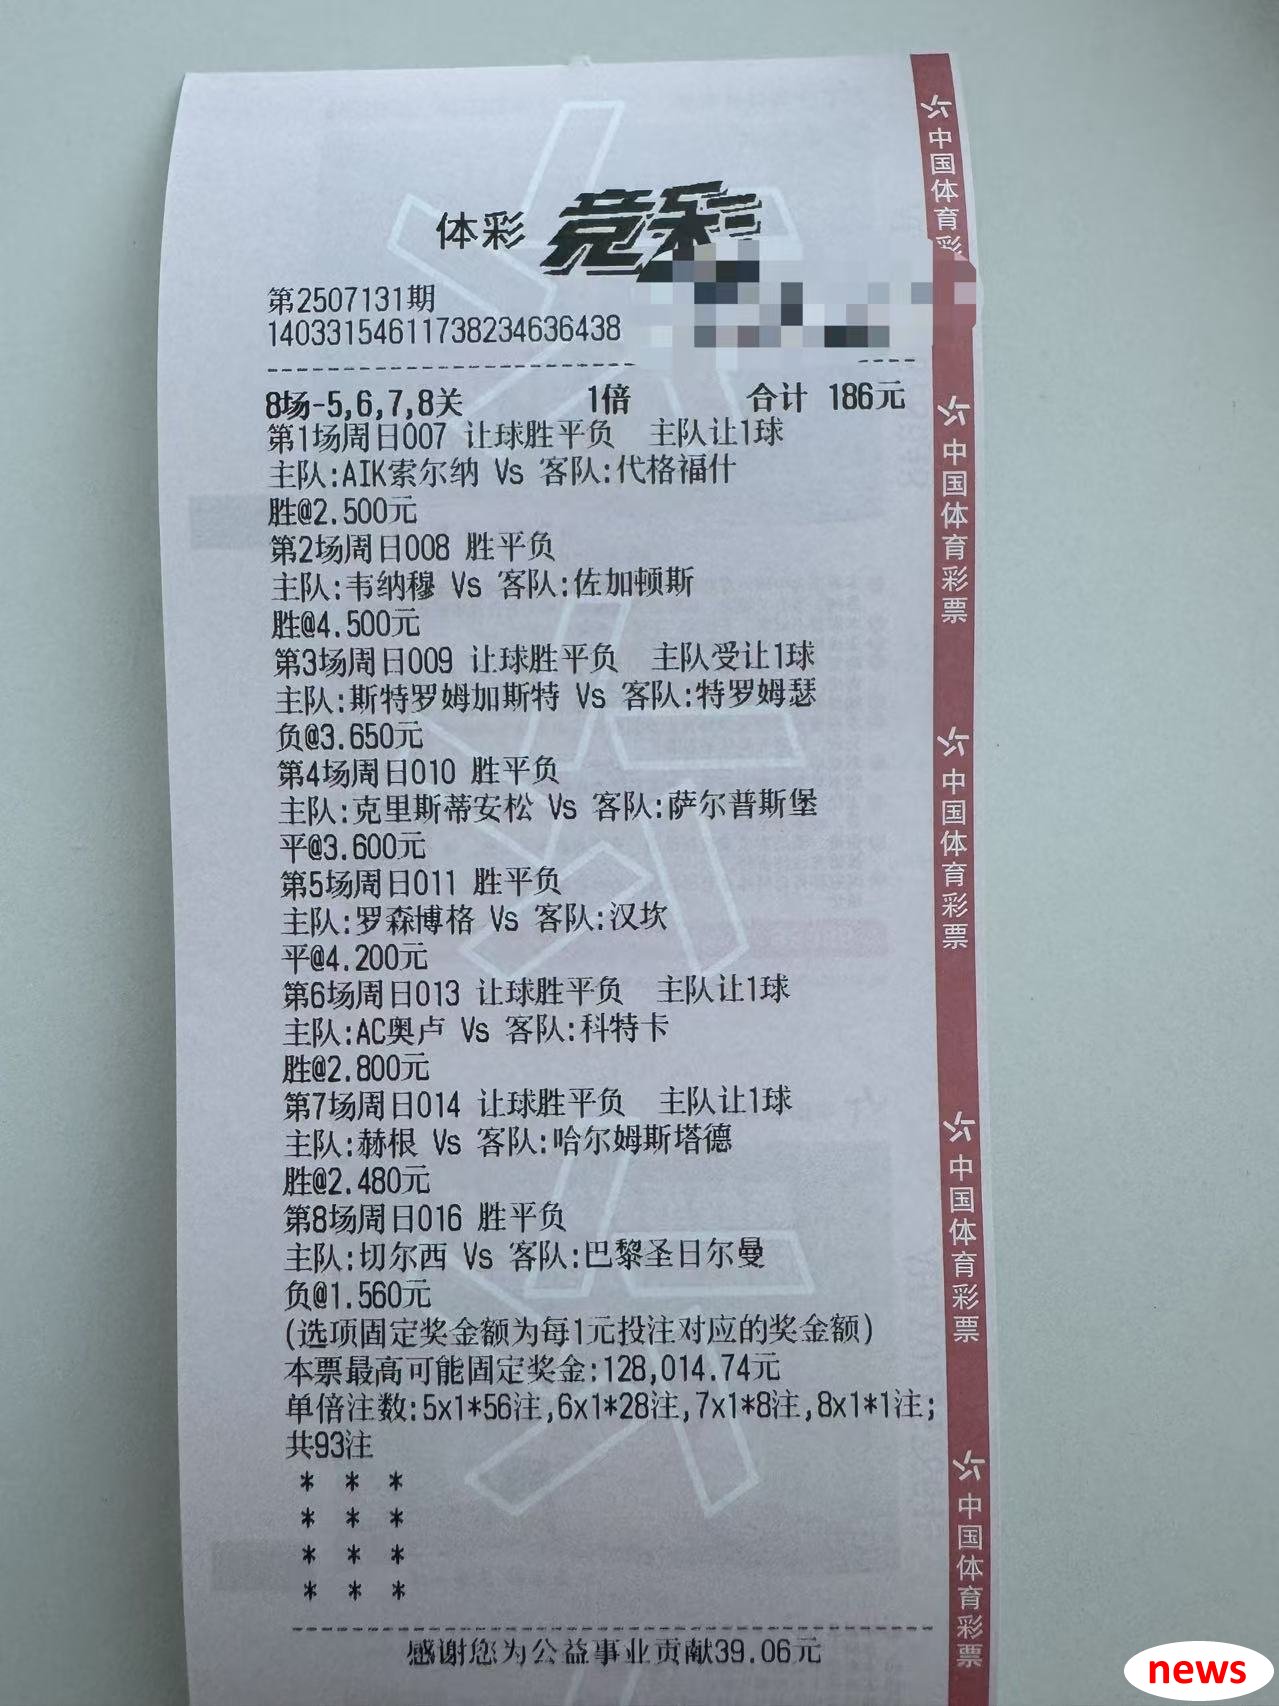 体彩 竞彩
第2507131期
140331546117382346​36438
8场-5,6,7,8关 1倍 合计 186元
第1场周日007 让球胜平负 主队让1球
主队:AIK索尔纳 Vs 客队:代格福什
胜@2.500元
第2场周日008 胜平负
主队:韦纳穆 Vs 客队:佐加顿斯
胜@4.500元
第3场周日009 让球胜平负 主队受让1球
主队:斯特罗姆加斯特 Vs 客队:特罗姆瑟
负@3.650元
第4场周日010 胜平负
主队:克里斯蒂安松 Vs 客队:萨尔普斯堡
平@3.600元
第5场周日011 胜平负
主队:罗森博格 Vs 客队:汉坎
平@4.200元
第6场周日013 让球胜平负 主队让1球
主队:AC奥卢 Vs 客队:科特卡
胜@2.800元
第7场周日014 让球胜平负 主队让1球
主队:赫根 Vs 客队:哈尔姆斯塔德
胜@2.480元
第8场周日016 胜平负
主队:切尔西 Vs 客队:巴黎圣日尔曼
负@1.560元
(选项固定奖金额为每1元投注对应的奖金额)
本票最高可能固定奖金:128,014.74元
单倍注数:5x1*56注,6x1*28注,7x1*8注,8x1*1注;
共93注
* * *
* * *
* * *
* * *
感谢您为公益事业贡献39.06元
中国体育彩
中国体育彩票
中国体育彩票
中国体育彩票
中国体育彩票
news